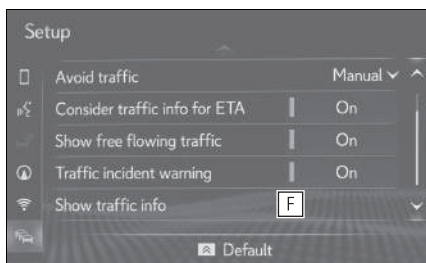 Setup
Avoid traffic Manual
Consider traffic info for ETA On
Show free flowing traffic On
Traffic incident warning On
Show traffic info F
Default